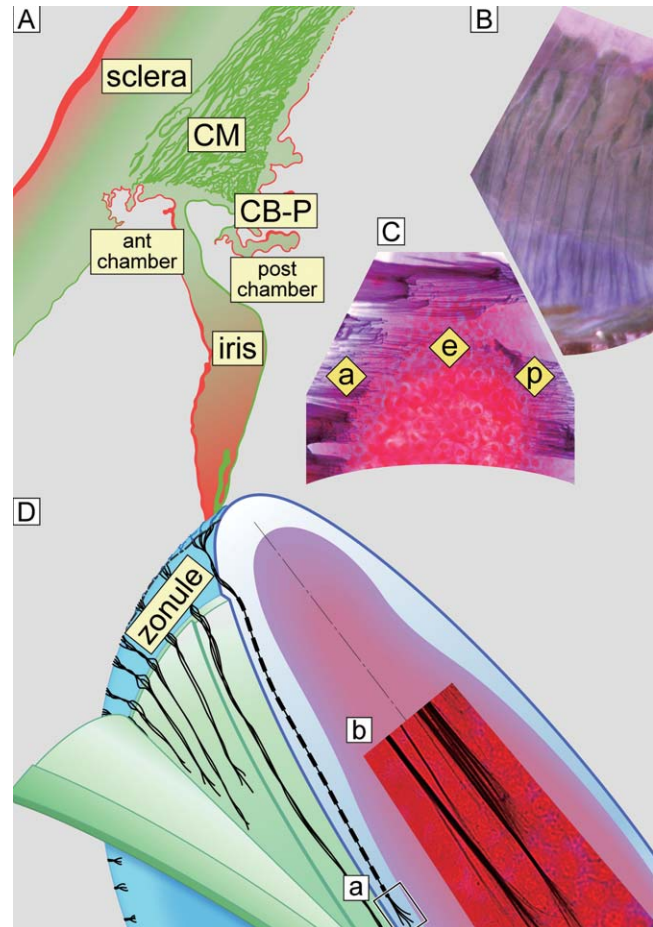 A
sclera
CM
CB-P
ant
chamber
post
chamber
iris
B
C
a
e
p
D
zonule
b
a